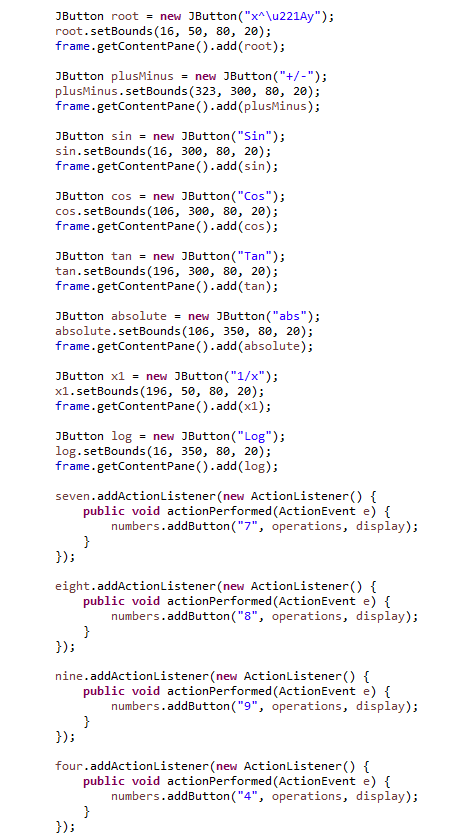 JButton root = new JButton("x^\u221Ay");
root.setBounds(16, 50, 80, 20);
frame.getContentPane().add(root);

JButton plusMinus = new JButton("+/-");
plusMinus.setBounds(323, 300, 80, 20);
frame.getContentPane().add(plusMinus);

JButton sin = new JButton("Sin");
sin.setBounds(16, 300, 80, 20);
frame.getContentPane().add(sin);

JButton cos = new JButton("Cos");
cos.setBounds(106, 300, 80, 20);
frame.getContentPane().add(cos);

JButton tan = new JButton("Tan");
tan.setBounds(196, 300, 80, 20);
frame.getContentPane().add(tan);

JButton absolute = new JButton("abs");
absolute.setBounds(106, 350, 80, 20);
frame.getContentPane().add(absolute);

JButton x1 = new JButton("1/x");
x1.setBounds(196, 50, 80, 20);
frame.getContentPane().add(x1);

JButton log = new JButton("Log");
log.setBounds(16, 350, 80, 20);
frame.getContentPane().add(log);

seven.addActionListener(new ActionListener() {
    public void actionPerformed(ActionEvent e) {
        numbers.addButton("7", operations, display);
    }
});

eight.addActionListener(new ActionListener() {
    public void actionPerformed(ActionEvent e) {
        numbers.addButton("8", operations, display);
    }
});

nine.addActionListener(new ActionListener() {
    public void actionPerformed(ActionEvent e) {
        numbers.addButton("9", operations, display);
    }
});

four.addActionListener(new ActionListener() {
    public void actionPerformed(ActionEvent e) {
        numbers.addButton("4", operations, display);
    }
});